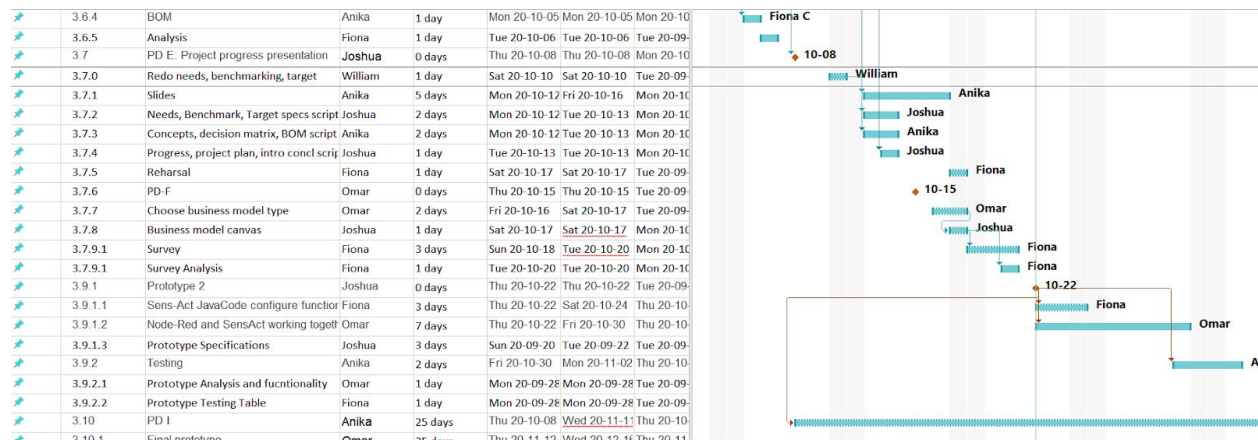 3.6.4 BOM Anika 1 day Mon 20-10-05 Mon 20-10-05 Mon 20-10 Fiona C
3.6.5 Analysis Fiona 1 day Tue 20-10-06 Tue 20-10-06 Tue 20-09-
3.7 PD E: Project progress presentation Joshua 0 days Thu 20-10-08 Thu 20-10-08 Mon 20-10 10-08
3.7.0 Redo needs, benchmarking, target William 1 day Sat 20-10-10 Sat 20-10-10 Tue 20-09- William
3.7.1 Slides Anika 5 days Mon 20-10-12 Fri 20-10-16 Mon 20-10 Anika
3.7.2 Needs, Benchmark, Target specs script Joshua 2 days Mon 20-10-12 Tue 20-10-13 Mon 20-10 Joshua
3.7.3 Concepts, decision matrix, BOM script Anika 2 days Mon 20-10-12 Tue 20-10-13 Mon 20-10 Anika
3.7.4 Progress, project plan, intro concl scrip Joshua 1 day Tue 20-10-13 Tue 20-10-13 Mon 20-10 Joshua
3.7.5 Reharsal Fiona 1 day Sat 20-10-17 Sat 20-10-17 Tue 20-09- Fiona
3.7.6 PD-F Omar 0 days Thu 20-10-15 Thu 20-10-15 Tue 20-09- 10-15
3.7.7 Choose business model type Omar 2 days Fri 20-10-16 Sat 20-10-17 Tue 20-09- Omar
3.7.8 Business model canvas Joshua 1 day Sat 20-10-17 Sat 20-10-17 Mon 20-10 Joshua
3.7.9.1 Survey Fiona 3 days Sun 20-10-18 Tue 20-10-20 Mon 20-10 Fiona
3.7.9.1 Survey Analysis Fiona 1 day Tue 20-10-20 Tue 20-10-20 Mon 20-10 Fiona
3.9.1 Prototype 2 Joshua 0 days Thu 20-10-22 Thu 20-10-22 Tue 20-09- 10-22
3.9.1.1 Sens-Act JavaCode configure function Fiona 3 days Thu 20-10-22 Sat 20-10-24 Thu 20-10- Fiona
3.9.1.2 Node-Red and SensAct working togeth Omar 7 days Thu 20-10-22 Fri 20-10-30 Thu 20-10- Omar
3.9.1.3 Prototype Specifications Joshua 3 days Sun 20-09-20 Tue 20-09-22 Tue 20-09-
3.9.2 Testing Anika 2 days Fri 20-10-30 Mon 20-11-02 Thu 20-10- A
3.9.2.1 Prototype Analysis and fucntionality Omar 1 day Mon 20-09-28 Mon 20-09-28 Tue 20-09-
3.9.2.2 Prototype Testing Table Fiona 1 day Mon 20-09-28 Mon 20-09-28 Tue 20-09-
3.10 PD I Anika 25 days Thu 20-10-08 Wed 20-11-11 Thu 20-10-
3.10.1 Final prototype Omar 25 days Thu 20-11-12 Wed 20-12-16 Thu 20-11-